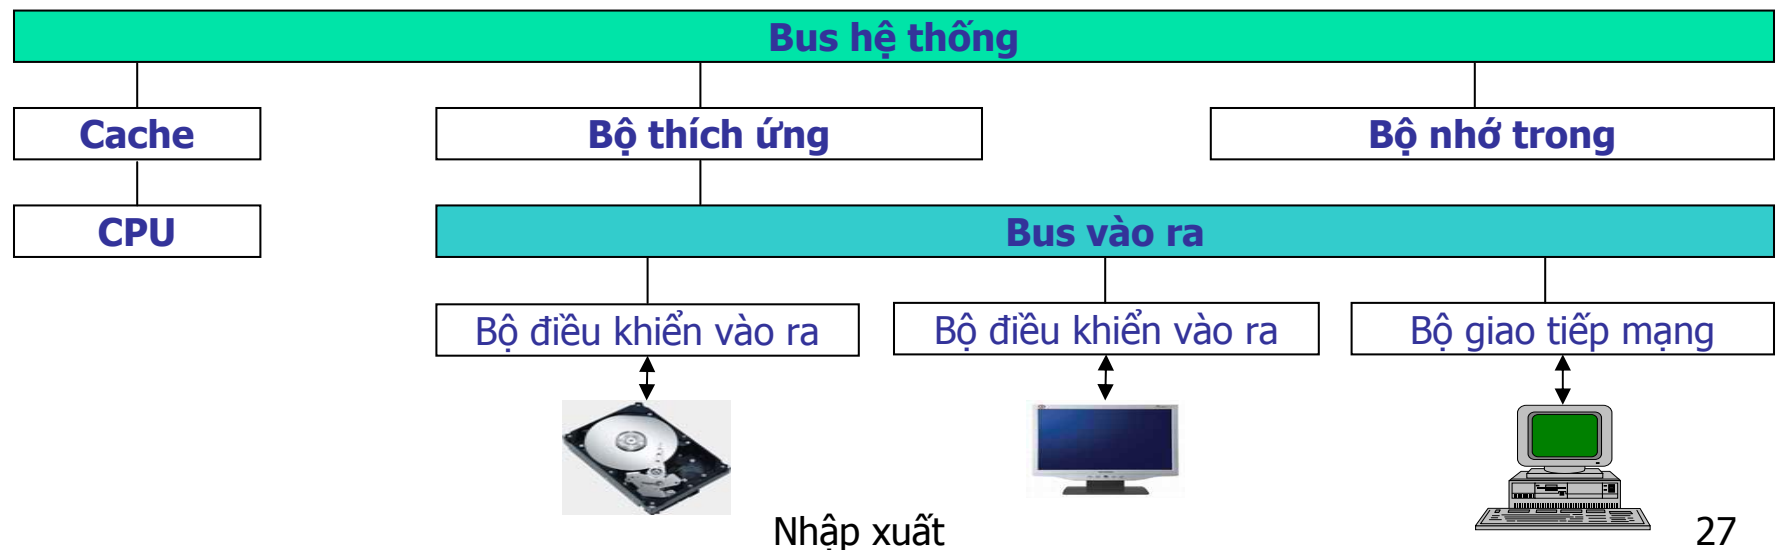 Bus hệ thống
Cache
Bộ thích ứng
Bộ nhớ trong
CPU
Bus vào ra
Bộ điều khiển vào ra
Bộ điều khiển vào ra
Bộ giao tiếp mạng
Nhập xuất
27